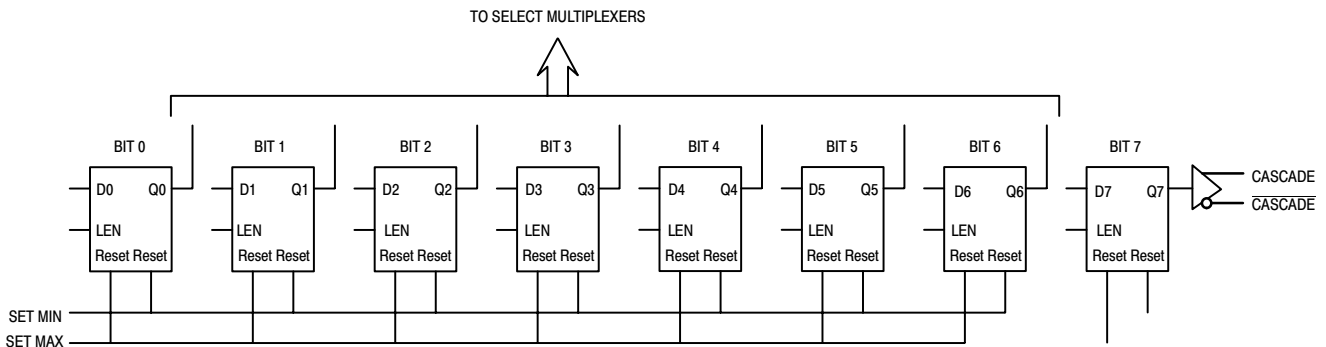 TO SELECT MULTIPLEXERS
BIT 0 BIT 1 BIT 2 BIT 3 BIT 4 BIT 5 BIT 6 BIT 7
D0 Q0 D1 Q1 D2 Q2 D3 Q3 D4 Q4 D5 Q5 D6 Q6 D7 Q7 CASCADE
CASCADE
LEN LEN LEN LEN LEN LEN LEN LEN
Reset Reset Reset Reset Reset Reset Reset Reset Reset Reset Reset Reset Reset Reset Reset Reset
SET MIN
SET MAX